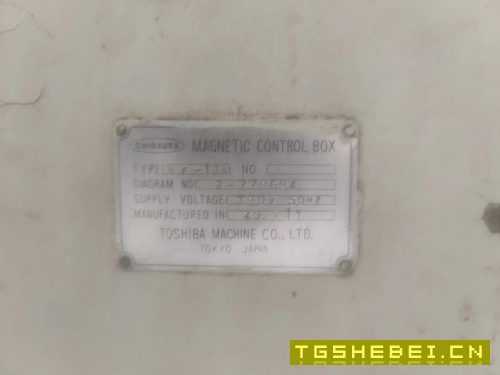 SHIBAURA MAGNETIC CONTROL BOX
TYPE NO
DIAGRAM NO
SUPPLY VOLTAGE 50HZ
MANUFACTURED IN
TOSHIBA MACHINE CO., LTD.
TOKYO JAPAN
TGSHEBEI.CN